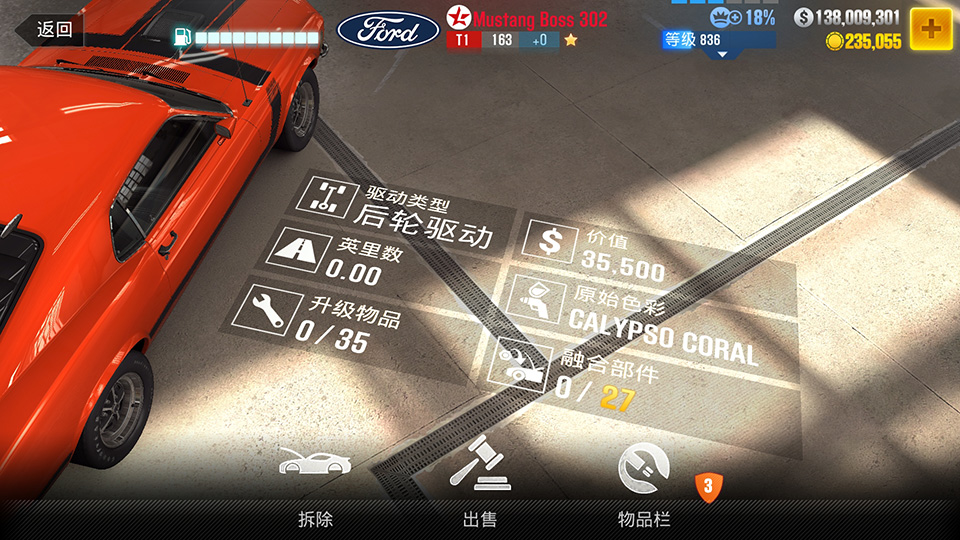 返回
Ford
Mustang Boss 302
T1 163 +0
18%
138,009,301
等级 836
235,055
驱动类型
后轮驱动
英里数
0.00
升级物品
0/35
价值
35,500
原始色彩
CALYPSO CORAL
融合部件
0/27
拆除
出售
物品栏
3